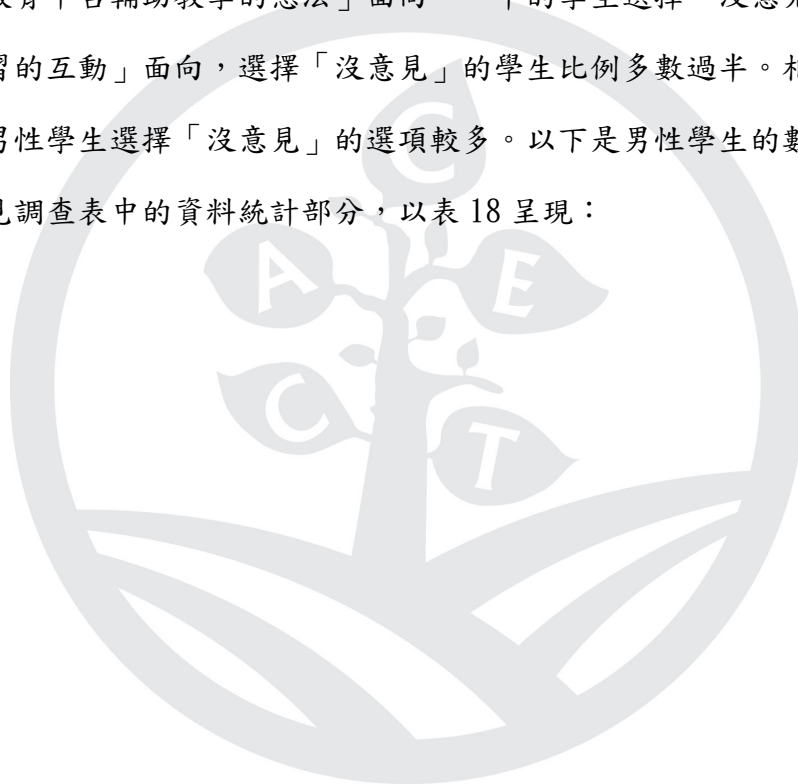 教育平台輔助教學的想法」面向 一 半的學生選擇 沒意見
習的互動」面向，選擇「沒意見」的學生比例多數過半。
男性學生選擇「沒意見」的選項較多。以下是男性學生的數
見調查表中的資料統計部分，以表 18 呈現：
C
A E
C T